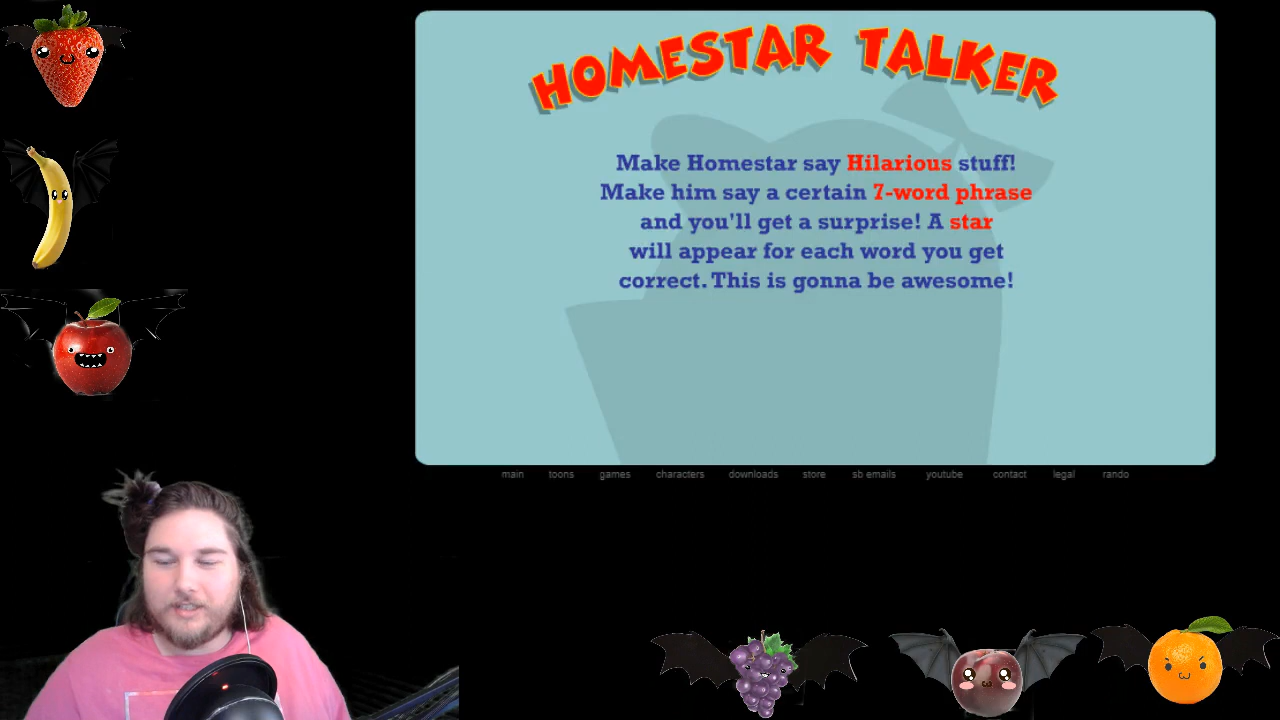 HOMESTAR TALKER
Make Homestar say Hilarious stuff!
Make him say a certain 7-word phrase
and you'll get a surprise! A star
will appear for each word you get
correct. This is gonna be awesome!
main toons games characters downloads store sb emails youtube contact legal rando